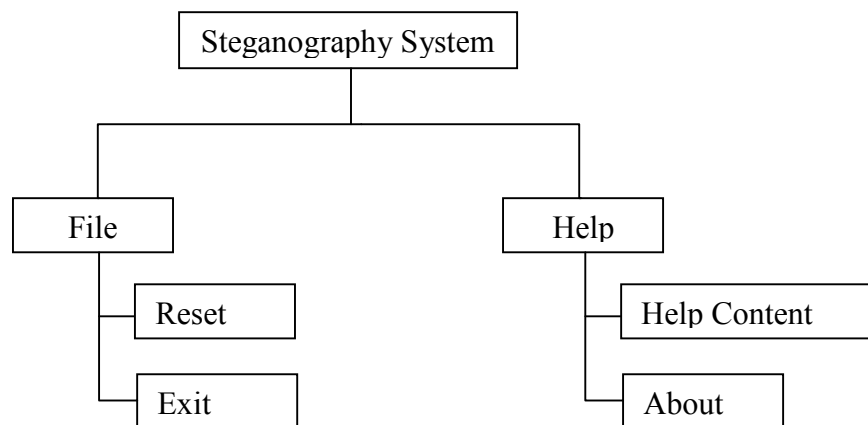 Steganography System
File
Help
Reset
Help Content
Exit
About